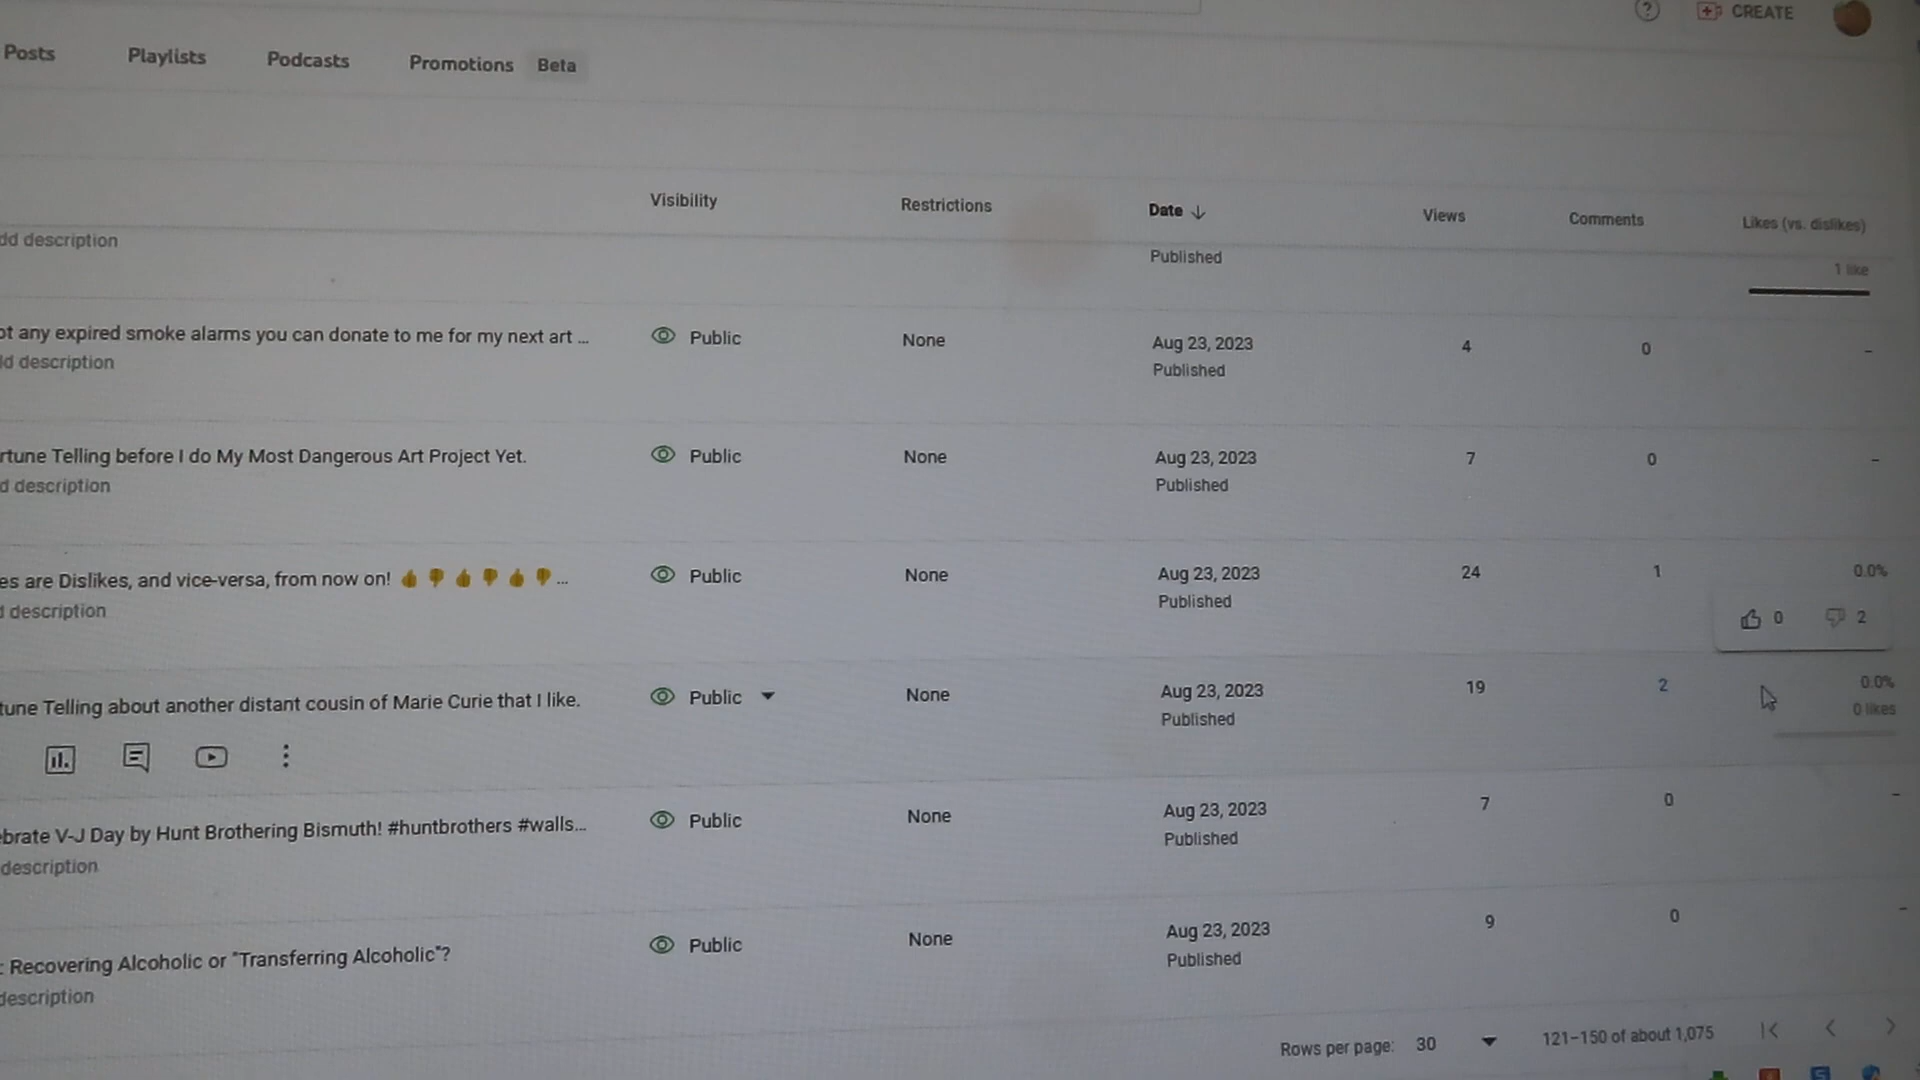 CREATE
Posts Playlists Podcasts Promotions Beta
Visibility Restrictions Date ↓ Views Comments Likes (vs. dislikes)
dd description Published 1 like
ot any expired smoke alarms you can donate to me for my next art ... Public None Aug 23, 2023 4 0 –
dd description Published
rtune Telling before I do My Most Dangerous Art Project Yet. Public None Aug 23, 2023 7 0 –
d description Published
es are Dislikes, and vice-versa, from now on! 👍👎👍👎👍👎... Public None Aug 23, 2023 24 1 0.0%
d description Published 0 2
tune Telling about another distant cousin of Marie Curie that I like. Public None Aug 23, 2023 19 2 0.0%
Published 0 likes
ebrate V-J Day by Hunt Brothering Bismuth! #huntbrothers #walls... Public None Aug 23, 2023 7 0 –
description Published
: Recovering Alcoholic or "Transferring Alcoholic"? Public None Aug 23, 2023 9 0 –
description Published
Rows per page: 30 121–150 of about 1,075